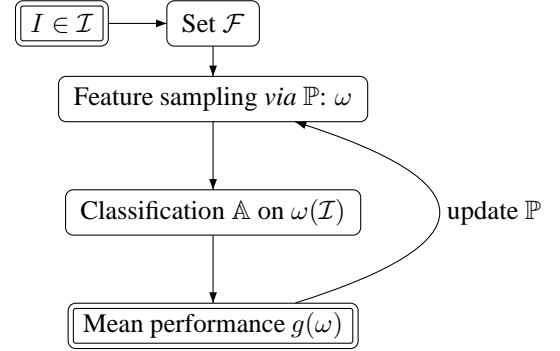 I ∈ ℐ
Set ℱ
Feature sampling via ℙ: ω
Classification 𝔸 on ω(ℐ)
update ℙ
Mean performance g(ω)